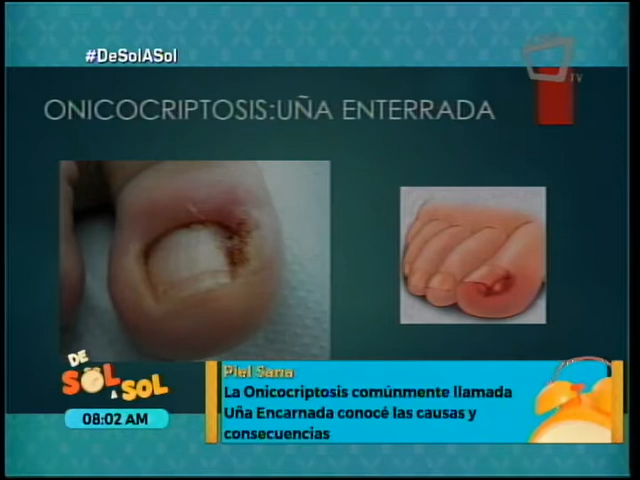 #DeSolASol
TV
ONICOCRIPTOSIS:UÑA ENTERRADA
DE
SOL
A
SOL
08:02 AM
Piel Sana
La Onicocriptosis comúnmente llamada
Uña Encarnada conocé las causas y
consecuencias